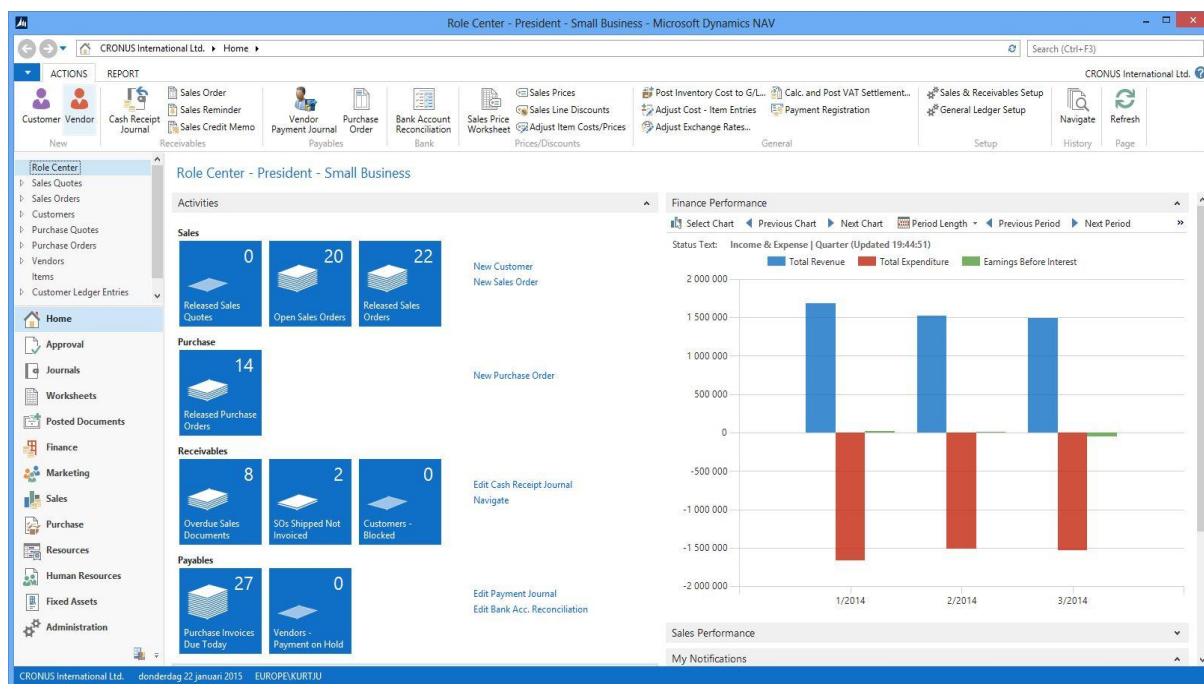 Role Center - President - Small Business - Microsoft Dynamics NAV
CRONUS International Ltd. Home
Search (Ctrl+F3)
ACTIONS REPORT
CRONUS International Ltd.
Customer
Vendor
New
Cash Receipt Journal
Sales Order
Sales Reminder
Sales Credit Memo
Receivables
Vendor Payment Journal
Purchase Order
Payables
Bank Account Reconciliation
Bank
Sales Price Worksheet
Sales Prices
Sales Line Discounts
Adjust Item Costs/Prices
Prices/Discounts
Post Inventory Cost to G/L...
Adjust Cost - Item Entries
Adjust Exchange Rates...
Calc. and Post VAT Settlement...
Payment Registration
General
Sales & Receivables Setup
General Ledger Setup
Setup
Navigate
History
Refresh
Page
Role Center
Sales Quotes
Sales Orders
Customers
Purchase Quotes
Purchase Orders
Vendors
Items
Customer Ledger Entries
Home
Approval
Journals
Worksheets
Posted Documents
Finance
Marketing
Sales
Purchase
Resources
Human Resources
Fixed Assets
Administration
Role Center - President - Small Business
Activities
Sales
0
Released Sales Quotes
20
Open Sales Orders
22
Released Sales Orders
New Customer
New Sales Order
Purchase
14
Released Purchase Orders
New Purchase Order
Receivables
8
Overdue Sales Documents
2
SOs Shipped Not Invoiced
0
Customers - Blocked
Edit Cash Receipt Journal
Navigate
Payables
27
Purchase Invoices Due Today
0
Vendors - Payment on Hold
Edit Payment Journal
Edit Bank Acc. Reconciliation
Finance Performance
Select Chart Previous Chart Next Chart Period Length Previous Period Next Period »
Status Text: Income & Expense | Quarter (Updated 19:44:51)
Total Revenue Total Expenditure Earnings Before Interest
2 000 000
1 500 000
1 000 000
500 000
0
-500 000
-1 000 000
-1 500 000
-2 000 000
1/2014 2/2014 3/2014
Sales Performance
My Notifications
CRONUS International Ltd. donderdag 22 januari 2015 EUROPE\KURTJU